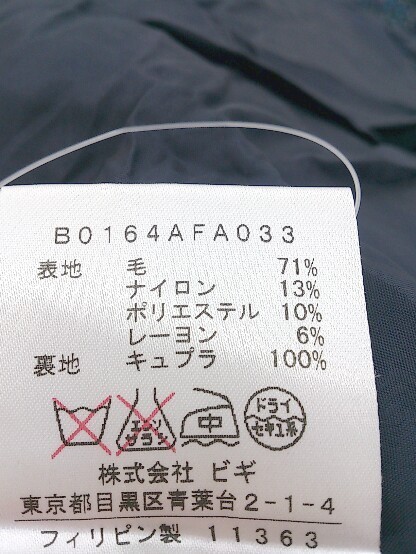 B0164AFA033
表地 毛 71%
ナイロン 13%
ポリエステル 10%
レーヨン 6%
裏地 キュプラ 100%
エンソ サラシ 中 ドライ セキユ系
株式会社 ビギ
東京都目黒区青葉台2-1-4
フィリピン製 11363